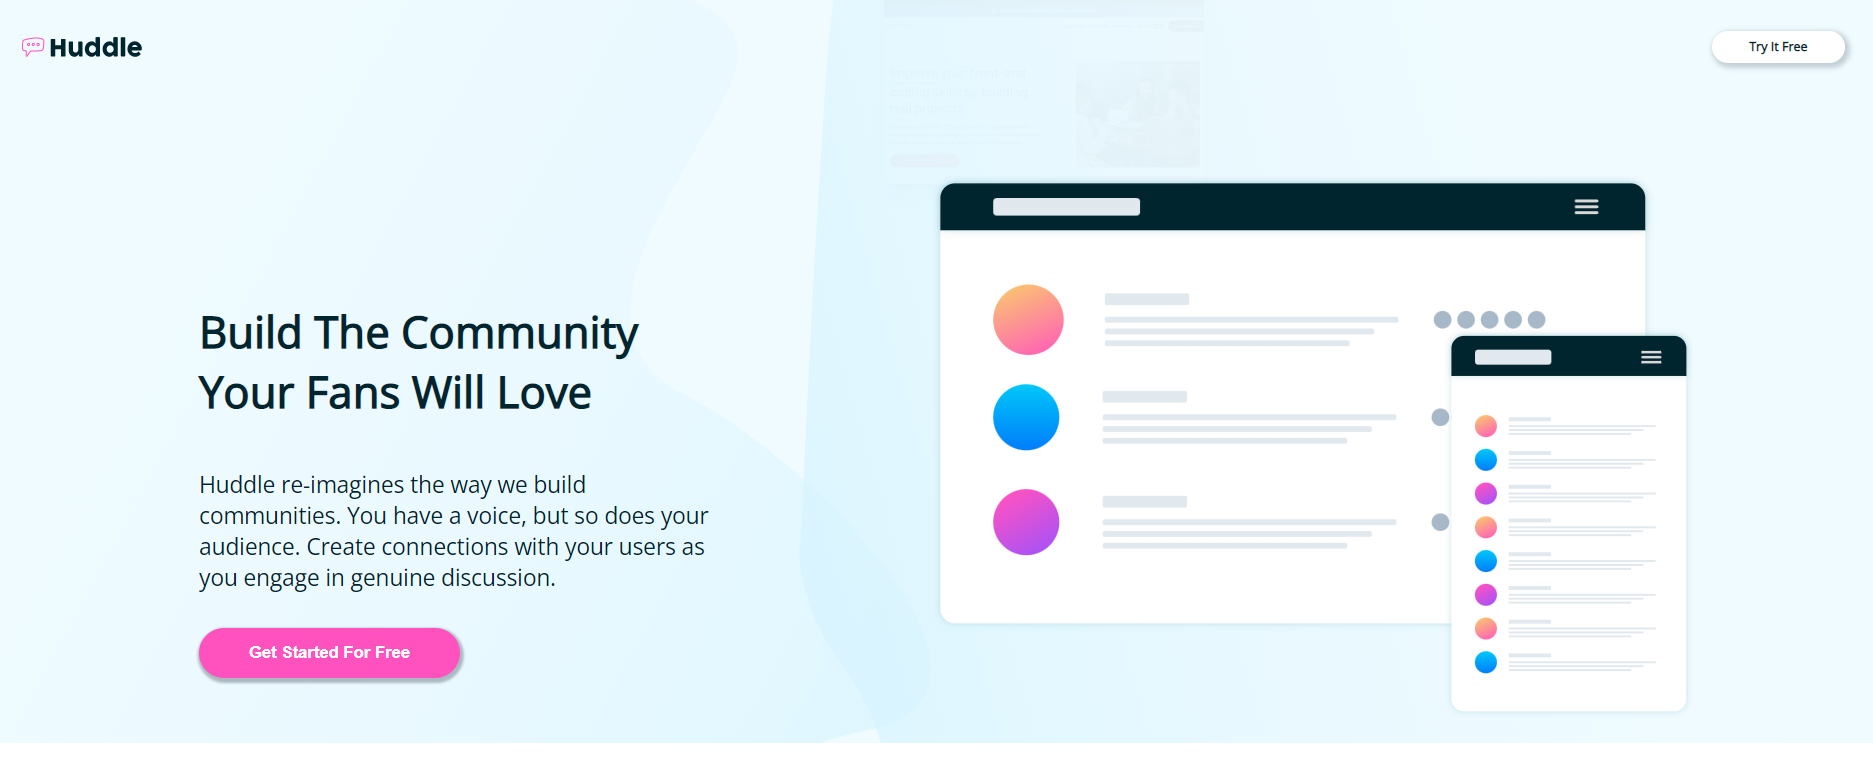 Huddle
Try It Free
Build The Community
Your Fans Will Love
Huddle re-imagines the way we build
communities. You have a voice, but so does your
audience. Create connections with your users as
you engage in genuine discussion.
Get Started For Free